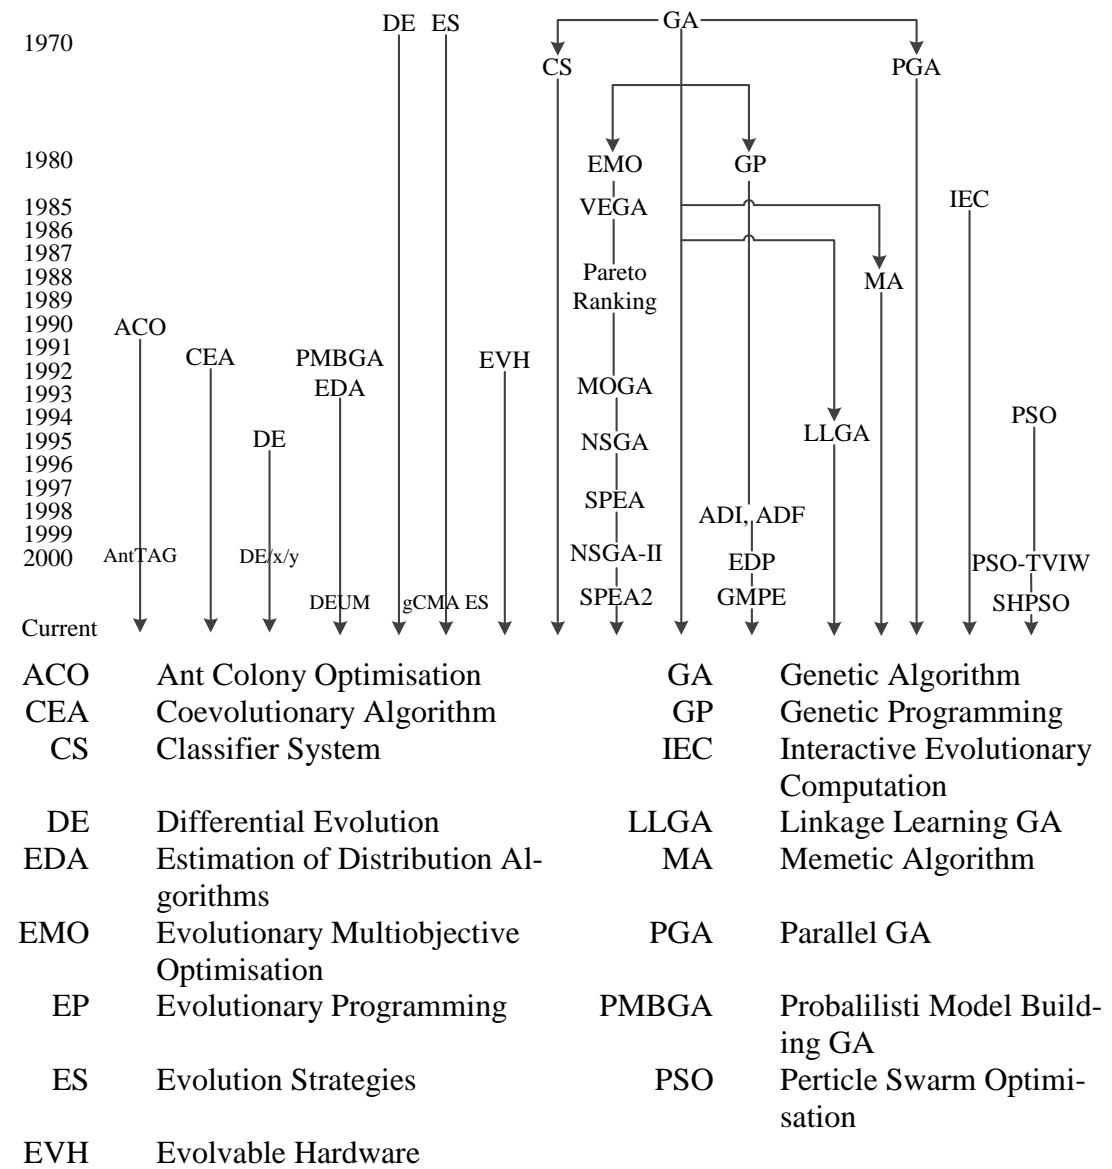 DE ES GA
1970
CS PGA
1980 EMO GP
1985 VEGA IEC
1986
1987
1988 Pareto MA
1989 Ranking
1990 ACO
1991
1992 CEA PMBGA EVH
1993 EDA MOGA
1994 PSO
1995 DE NSGA LLGA
1996
1997
1998 SPEA ADI, ADF
1999
2000 AntTAG DE/x/y NSGA-II EDP PSO-TVIW
DEUM gCMA ES SPEA2 GMPE SHPSO
Current
ACO Ant Colony Optimisation GA Genetic Algorithm
CEA Coevolutionary Algorithm GP Genetic Programming
CS Classifier System IEC Interactive Evolutionary
Computation
DE Differential Evolution LLGA Linkage Learning GA
EDA Estimation of Distribution Al- MA Memetic Algorithm
gorithms
EMO Evolutionary Multiobjective PGA Parallel GA
Optimisation
EP Evolutionary Programming PMBGA Probalilisti Model Build-
ing GA
ES Evolution Strategies PSO Perticle Swarm Optimi-
sation
EVH Evolvable Hardware